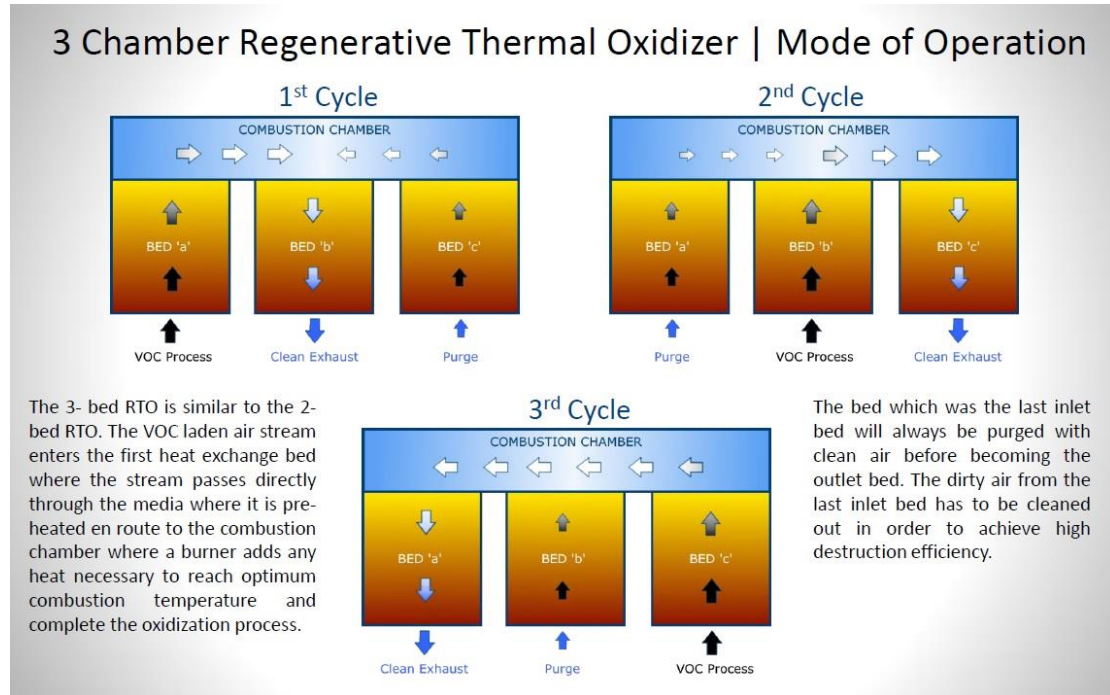 3 Chamber Regenerative Thermal Oxidizer | Mode of Operation
1st Cycle
COMBUSTION CHAMBER
BED 'a'
BED 'b'
BED 'c'
VOC Process
Clean Exhaust
Purge
2nd Cycle
COMBUSTION CHAMBER
BED 'a'
BED 'b'
BED 'c'
Purge
VOC Process
Clean Exhaust
The 3- bed RTO is similar to the 2-
bed RTO. The VOC laden air stream
enters the first heat exchange bed
where the stream passes directly
through the media where it is pre-
heated en route to the combustion
chamber where a burner adds any
heat necessary to reach optimum
combustion temperature and
complete the oxidization process.
3rd Cycle
COMBUSTION CHAMBER
BED 'a'
BED 'b'
BED 'c'
Clean Exhaust
Purge
VOC Process
The bed which was the last inlet
bed will always be purged with
clean air before becoming the
outlet bed. The dirty air from the
last inlet bed has to be cleaned
out in order to achieve high
destruction efficiency.